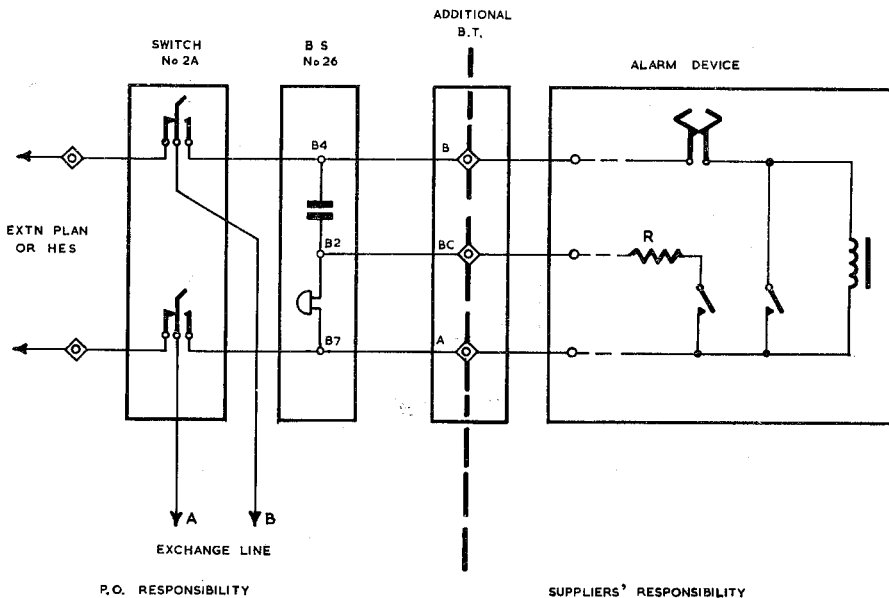 ADDITIONAL
B.T.
SWITCH
No 2A
B S
No 26
ALARM DEVICE
B4
B
EXTN PLAN
OR HES
B2
BC
R
B7
A
A
B
EXCHANGE LINE
P.O. RESPONSIBILITY
SUPPLIERS' RESPONSIBILITY